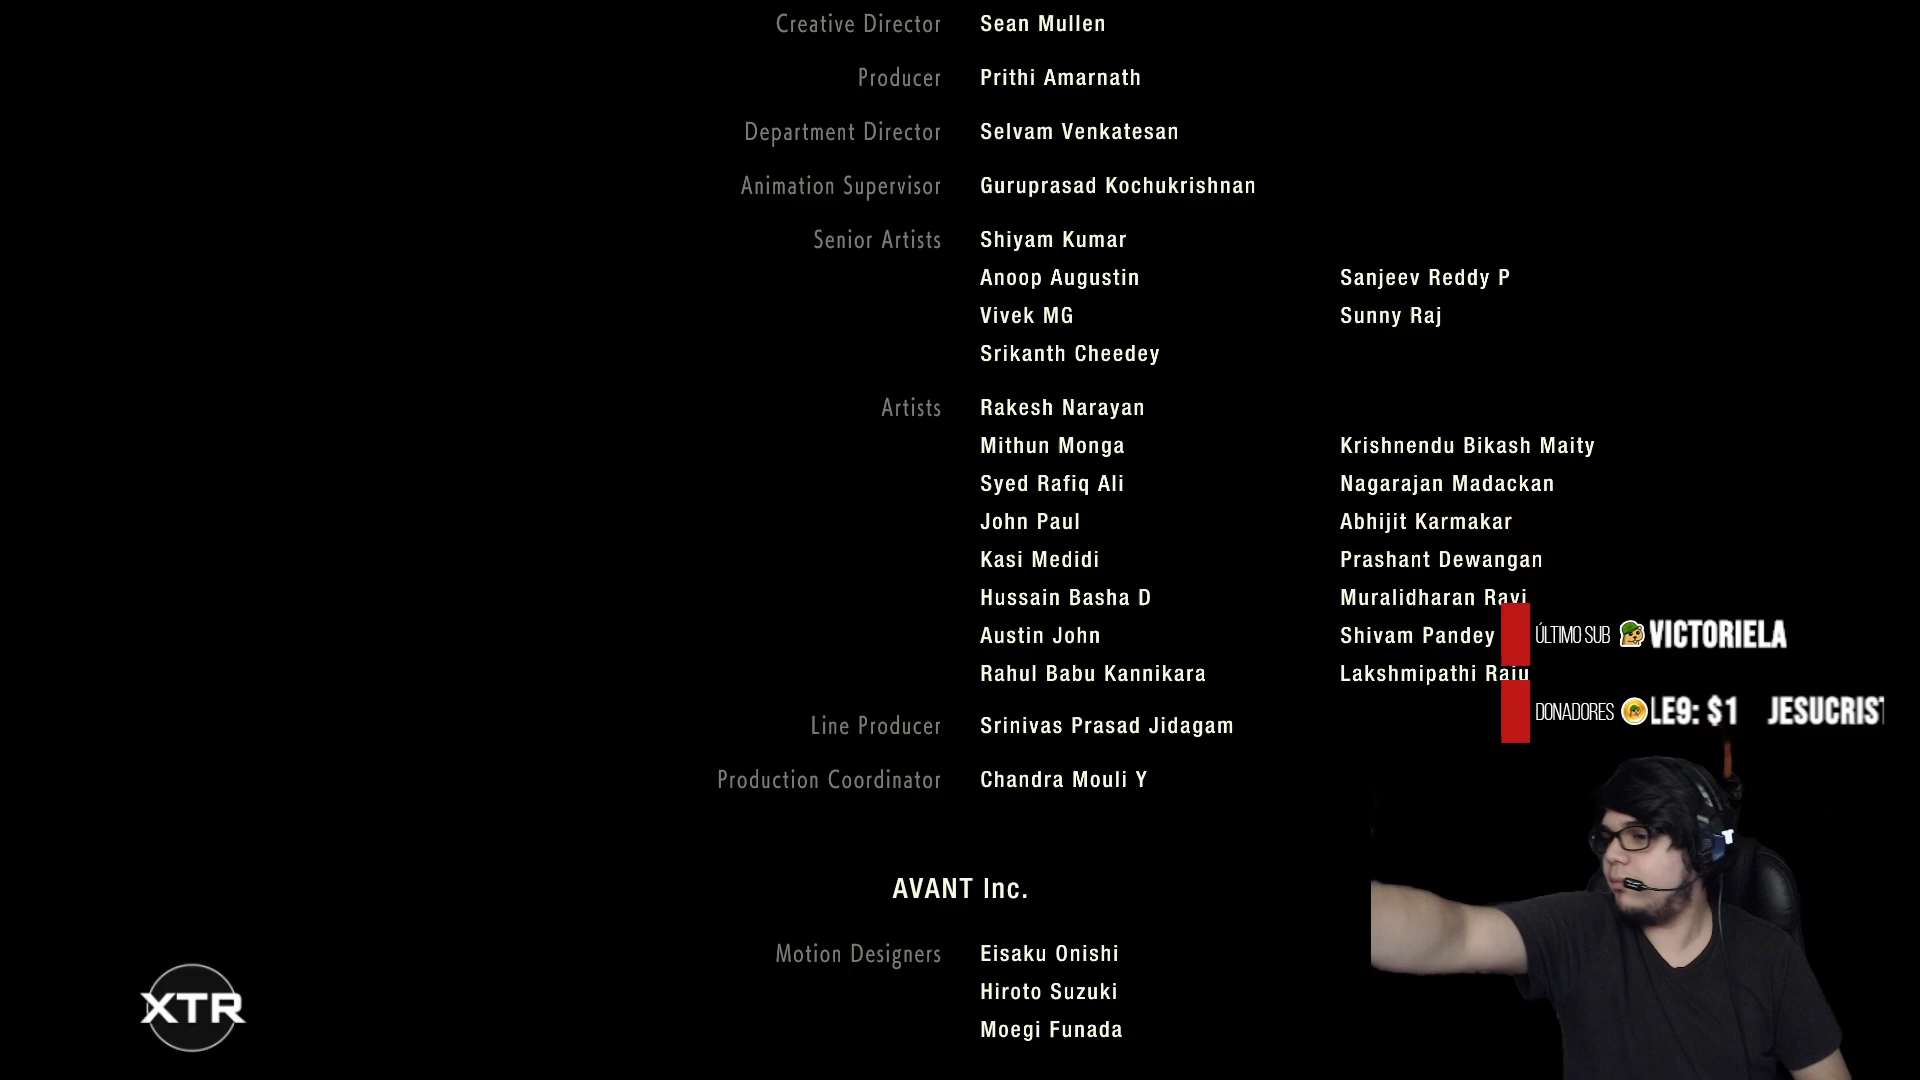 Creative Director Sean Mullen
Producer Prithi Amarnath
Department Director Selvam Venkatesan
Animation Supervisor Guruprasad Kochukrishnan
Senior Artists Shiyam Kumar
Anoop Augustin Sanjeev Reddy P
Vivek MG Sunny Raj
Srikanth Cheedey
Artists Rakesh Narayan
Mithun Monga Krishnendu Bikash Maity
Syed Rafiq Ali Nagarajan Madackan
John Paul Abhijit Karmakar
Kasi Medidi Prashant Dewangan
Hussain Basha D Muralidharan Ravi
Austin John Shivam Pandey
ÚLTIMO SUB VICTORIELA
Rahul Babu Kannikara Lakshmipathi Raju
DONADORES LE9: $1 JESUCRIST
Line Producer Srinivas Prasad Jidagam
Production Coordinator Chandra Mouli Y
AVANT Inc.
Motion Designers Eisaku Onishi
Hiroto Suzuki
Moegi Funada
XTR